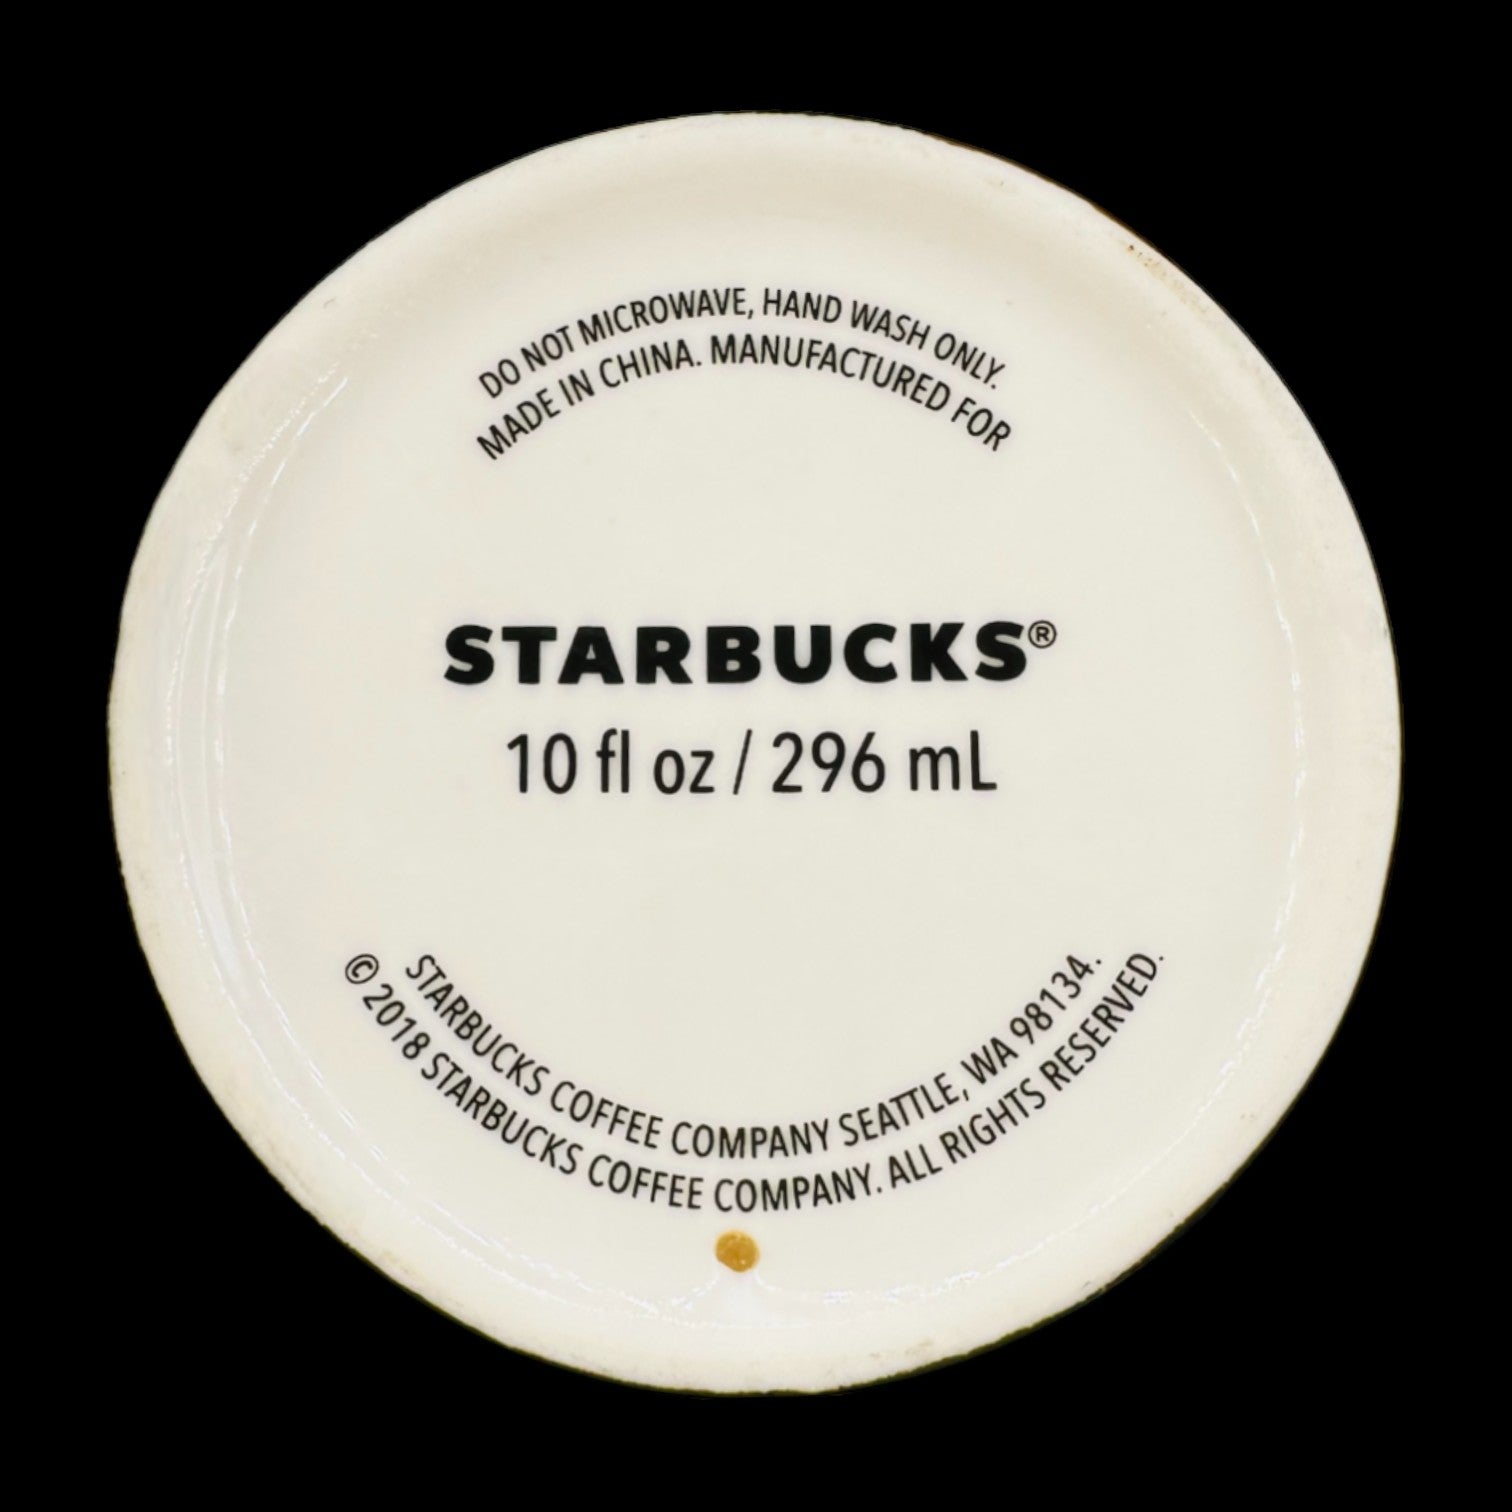 DO NOT MICROWAVE, HAND WASH ONLY.
MADE IN CHINA. MANUFACTURED FOR
STARBUCKS®
10 fl oz / 296 mL
STARBUCKS COFFEE COMPANY SEATTLE, WA 98134.
© 2018 STARBUCKS COFFEE COMPANY. ALL RIGHTS RESERVED.